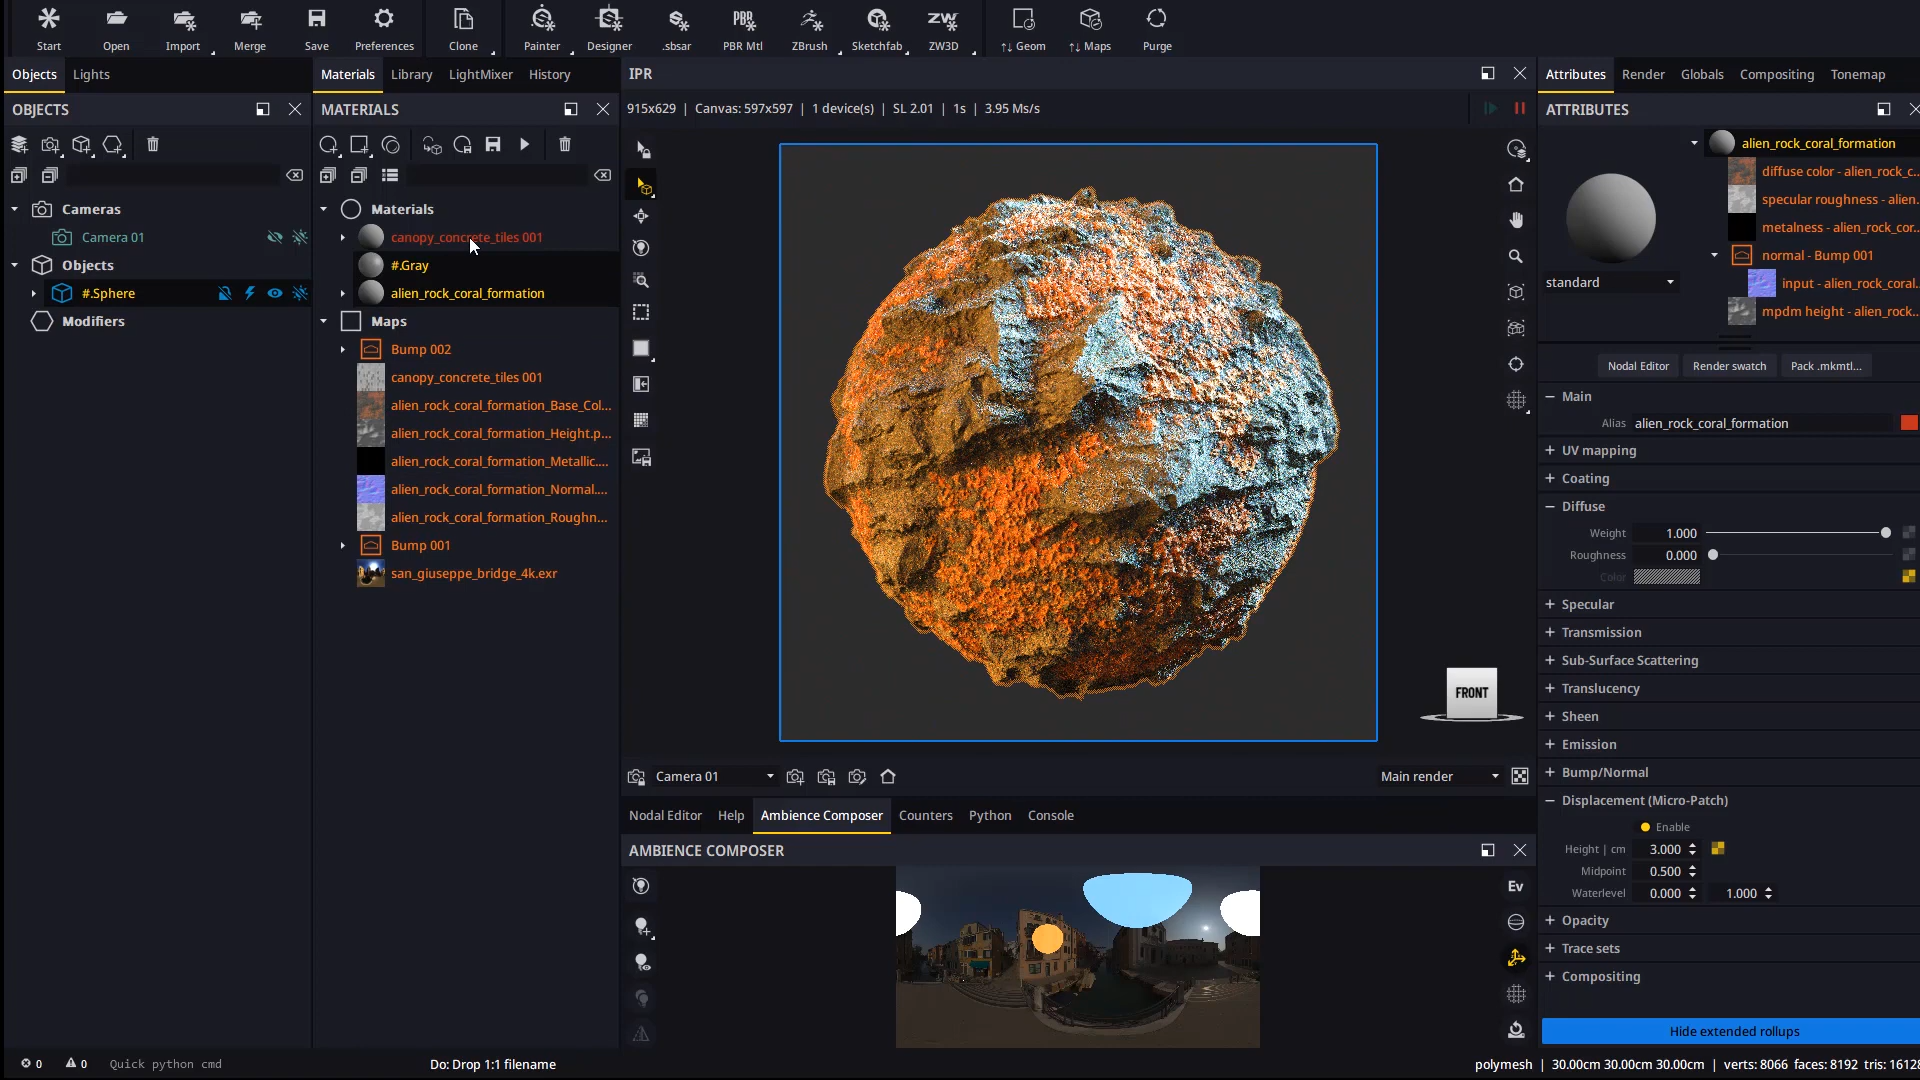 Start Open Import Merge Save Preferences Clone Painter Designer .sbsar PBR Mtl ZBrush Sketchfab ZW3D ↑↓ Geom ↑↓ Maps Purge
Objects Lights
Materials Library LightMixer History
IPR
Attributes Render Globals Compositing Tonemap
OBJECTS
MATERIALS
915x629 | Canvas: 597x597 | 1 device(s) | SL 2.01 | 1s | 3.95 Ms/s
ATTRIBUTES
Cameras
Camera 01
Objects
#.Sphere
Modifiers
Materials
canopy_concrete_tiles 001
#.Gray
alien_rock_coral_formation
Maps
Bump 002
canopy_concrete_tiles 001
alien_rock_coral_formation_Base_Col...
alien_rock_coral_formation_Height.p...
alien_rock_coral_formation_Metallic....
alien_rock_coral_formation_Normal....
alien_rock_coral_formation_Roughn...
Bump 001
san_giuseppe_bridge_4k.exr
FRONT
Camera 01
Main render
Nodal Editor Help Ambience Composer Counters Python Console
AMBIENCE COMPOSER
Ev
alien_rock_coral_formation
diffuse color - alien_rock_c...
specular roughness - alien.
metalness - alien_rock_cor...
normal - Bump 001
input - alien_rock_coral.
mpdm height - alien_rock...
standard
Nodal Editor Render swatch Pack .mkmtl...
Main
Alias alien_rock_coral_formation
UV mapping
Coating
Diffuse
Weight 1.000
Roughness 0.000
Color
Specular
Transmission
Sub-Surface Scattering
Translucency
Sheen
Emission
Bump/Normal
Displacement (Micro-Patch)
Enable
Height | cm 3.000
Midpoint 0.500
Waterlevel 0.000 1.000
Opacity
Trace sets
Compositing
Hide extended rollups
0 0 Quick python cmd
Do: Drop 1:1 filename
polymesh | 30.00cm 30.00cm 30.00cm | verts: 8066 faces: 8192 tris: 16128